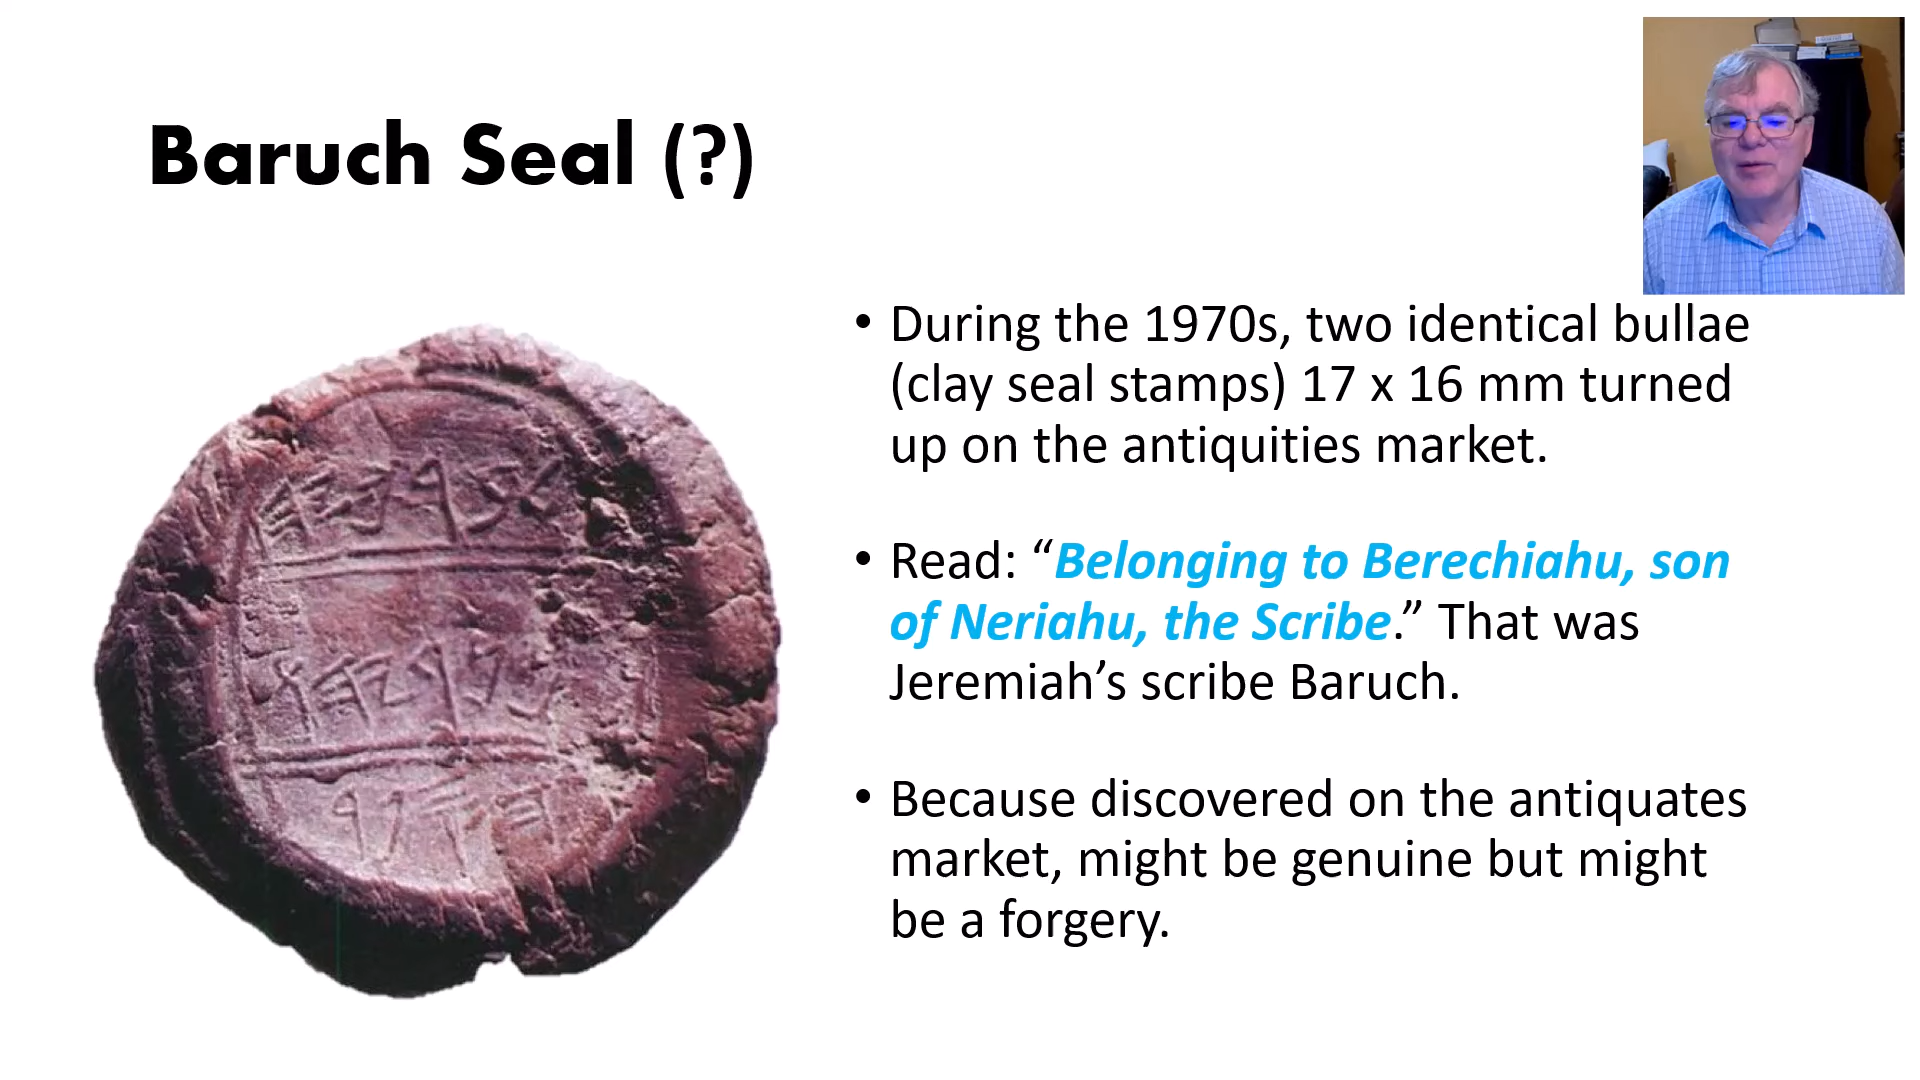 Baruch Seal (?)
• During the 1970s, two identical bullae
(clay seal stamps) 17 x 16 mm turned
up on the antiquities market.
• Read: “Belonging to Berechiahu, son
of Neriahu, the Scribe.” That was
Jeremiah’s scribe Baruch.
• Because discovered on the antiquates
market, might be genuine but might
be a forgery.